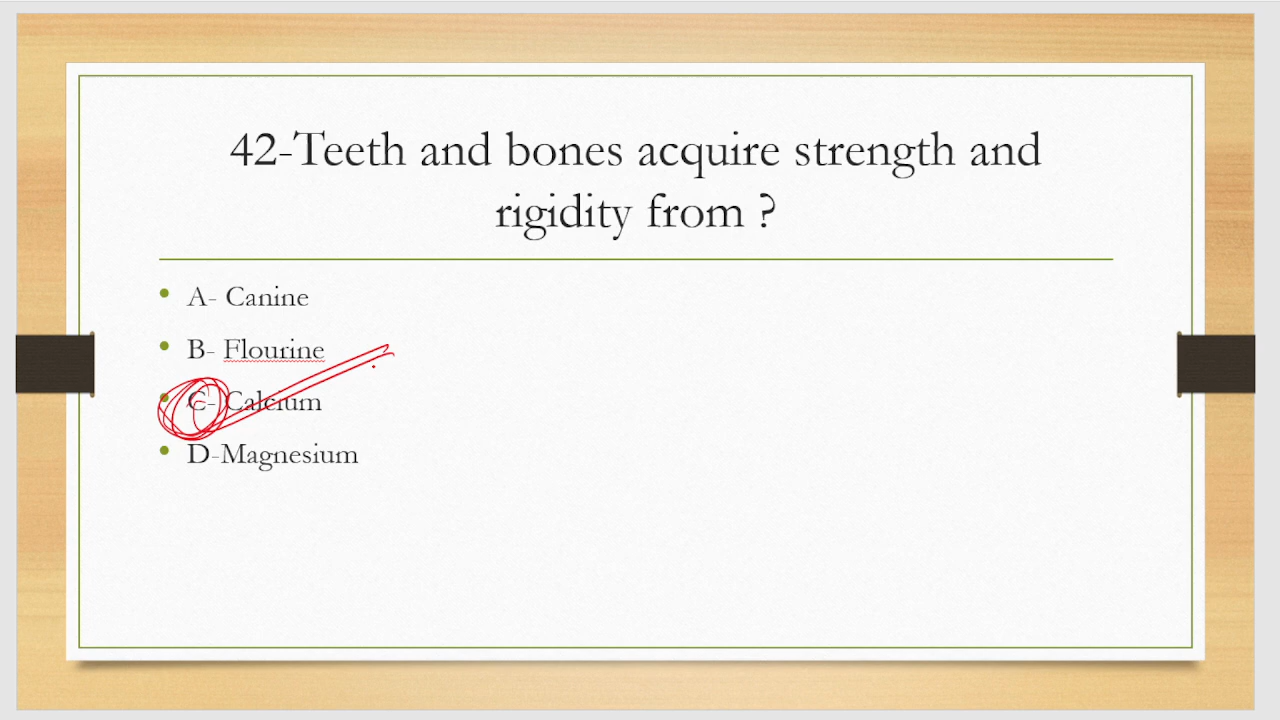 42-Teeth and bones acquire strength and
rigidity from ?
• A- Canine
• B- Flourine
• C- Calcium
• D-Magnesium